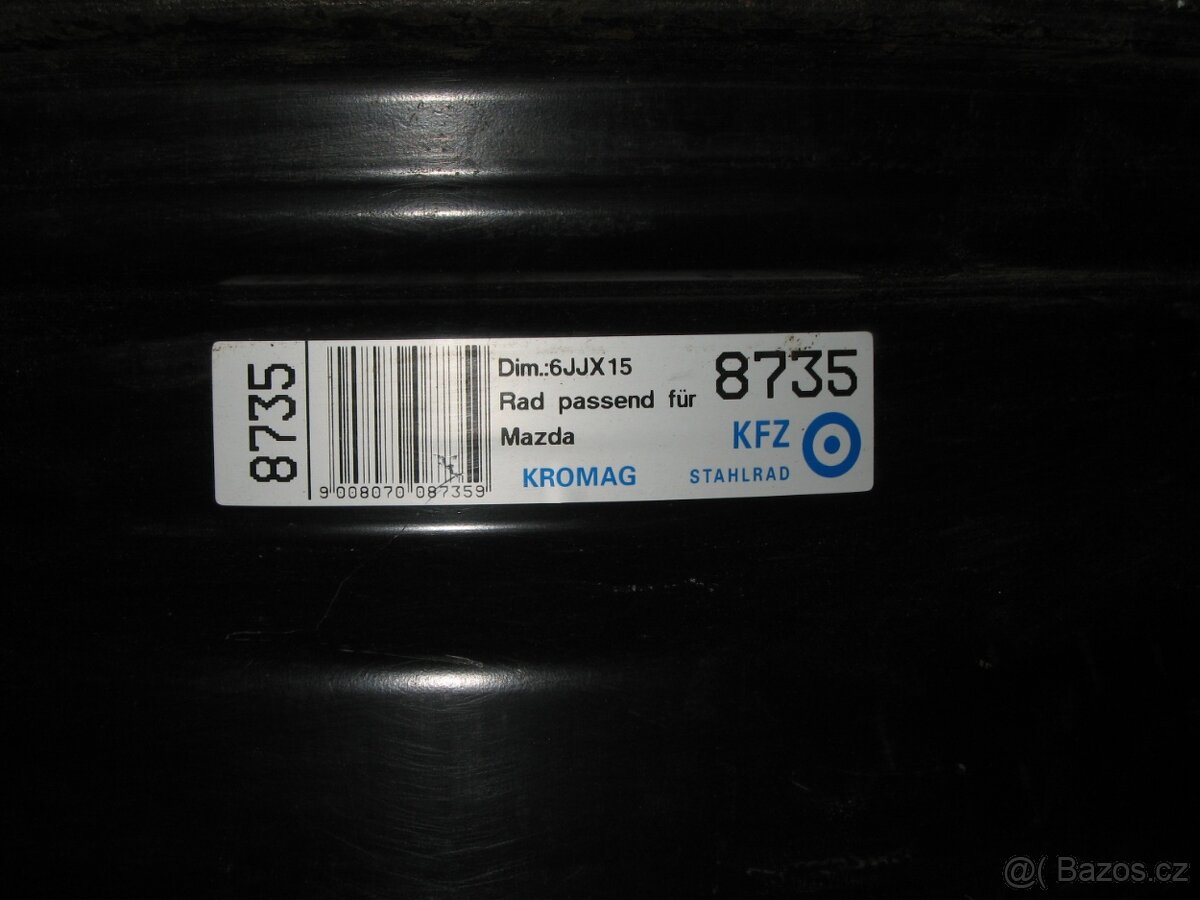 8735
9 008070 087359
Dim.:6JJX15
Rad passend für
Mazda
KROMAG
8735
KFZ
STAHLRAD
@( Bazos.cz